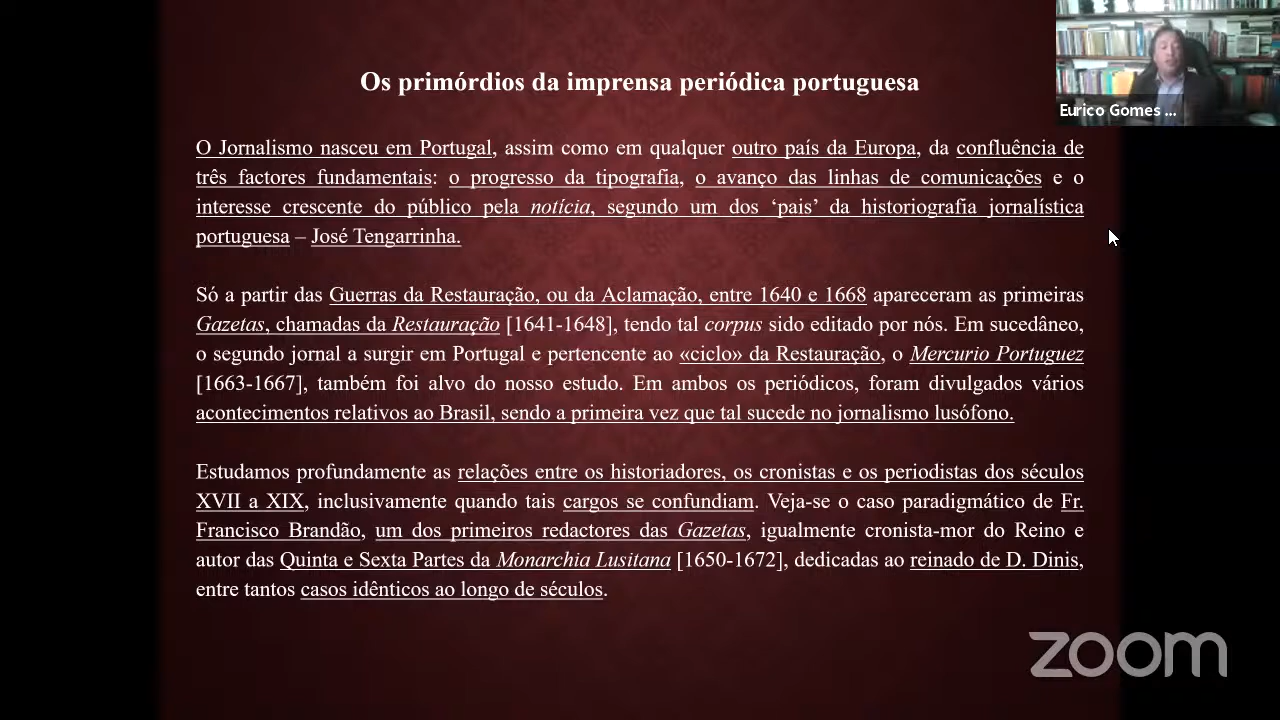 Os primórdios da imprensa periódica portuguesa
Eurico Gomes ...
O Jornalismo nasceu em Portugal, assim como em qualquer outro país da Europa, da confluência de
três factores fundamentais: o progresso da tipografia, o avanço das linhas de comunicações e o
interesse crescente do público pela notícia, segundo um dos ‘pais’ da historiografia jornalística
portuguesa – José Tengarrinha.
Só a partir das Guerras da Restauração, ou da Aclamação, entre 1640 e 1668 apareceram as primeiras
Gazetas, chamadas da Restauração [1641-1648], tendo tal corpus sido editado por nós. Em sucedâneo,
o segundo jornal a surgir em Portugal e pertencente ao «ciclo» da Restauração, o Mercurio Portuguez
[1663-1667], também foi alvo do nosso estudo. Em ambos os periódicos, foram divulgados vários
acontecimentos relativos ao Brasil, sendo a primeira vez que tal sucede no jornalismo lusófono.
Estudamos profundamente as relações entre os historiadores, os cronistas e os periodistas dos séculos
XVII a XIX, inclusivamente quando tais cargos se confundiam. Veja-se o caso paradigmático de Fr.
Francisco Brandão, um dos primeiros redactores das Gazetas, igualmente cronista-mor do Reino e
autor das Quinta e Sexta Partes da Monarchia Lusitana [1650-1672], dedicadas ao reinado de D. Dinis,
entre tantos casos idênticos ao longo de séculos.
zoom